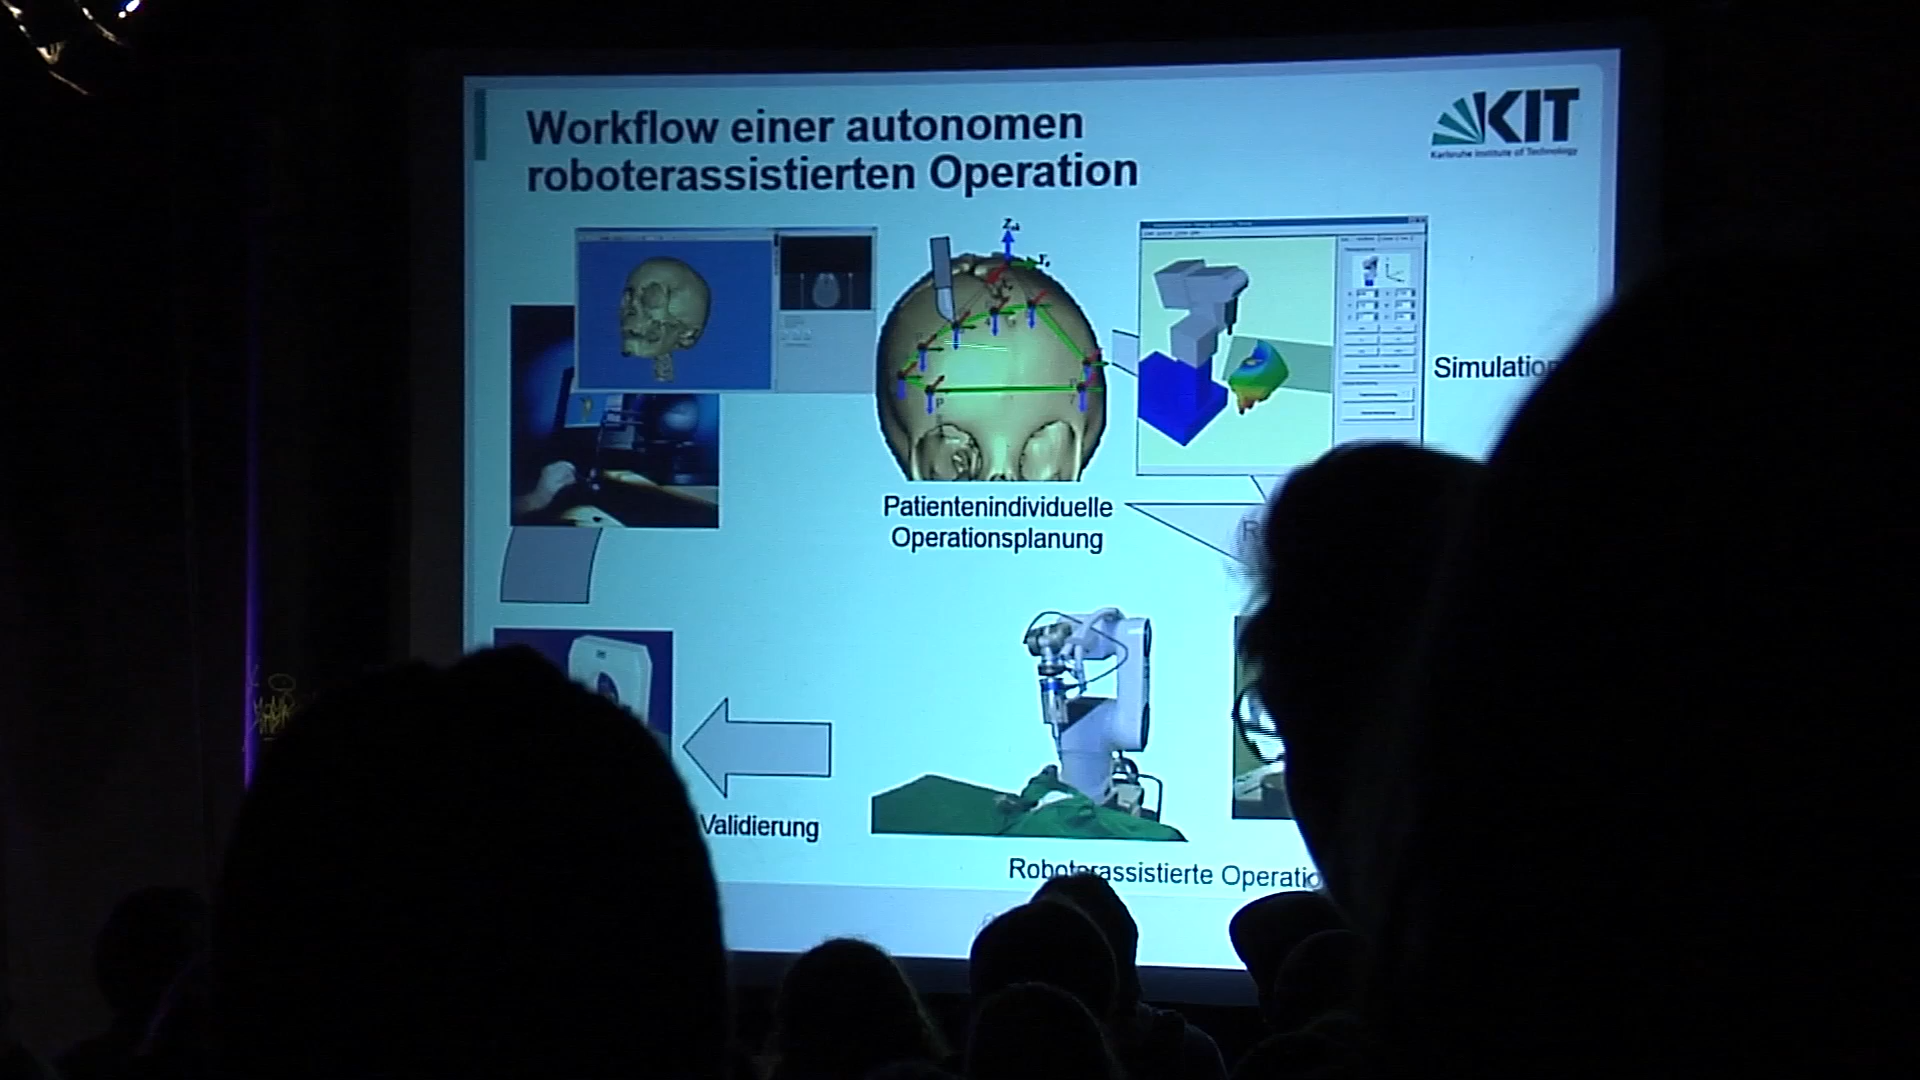 Workflow einer autonomen
roboterassistierten Operation
KIT
Karlsruhe Institute of Technology
Simulation
Patientenindividuelle
Operationsplanung
R
Validierung
Roboterassistierte Operatio